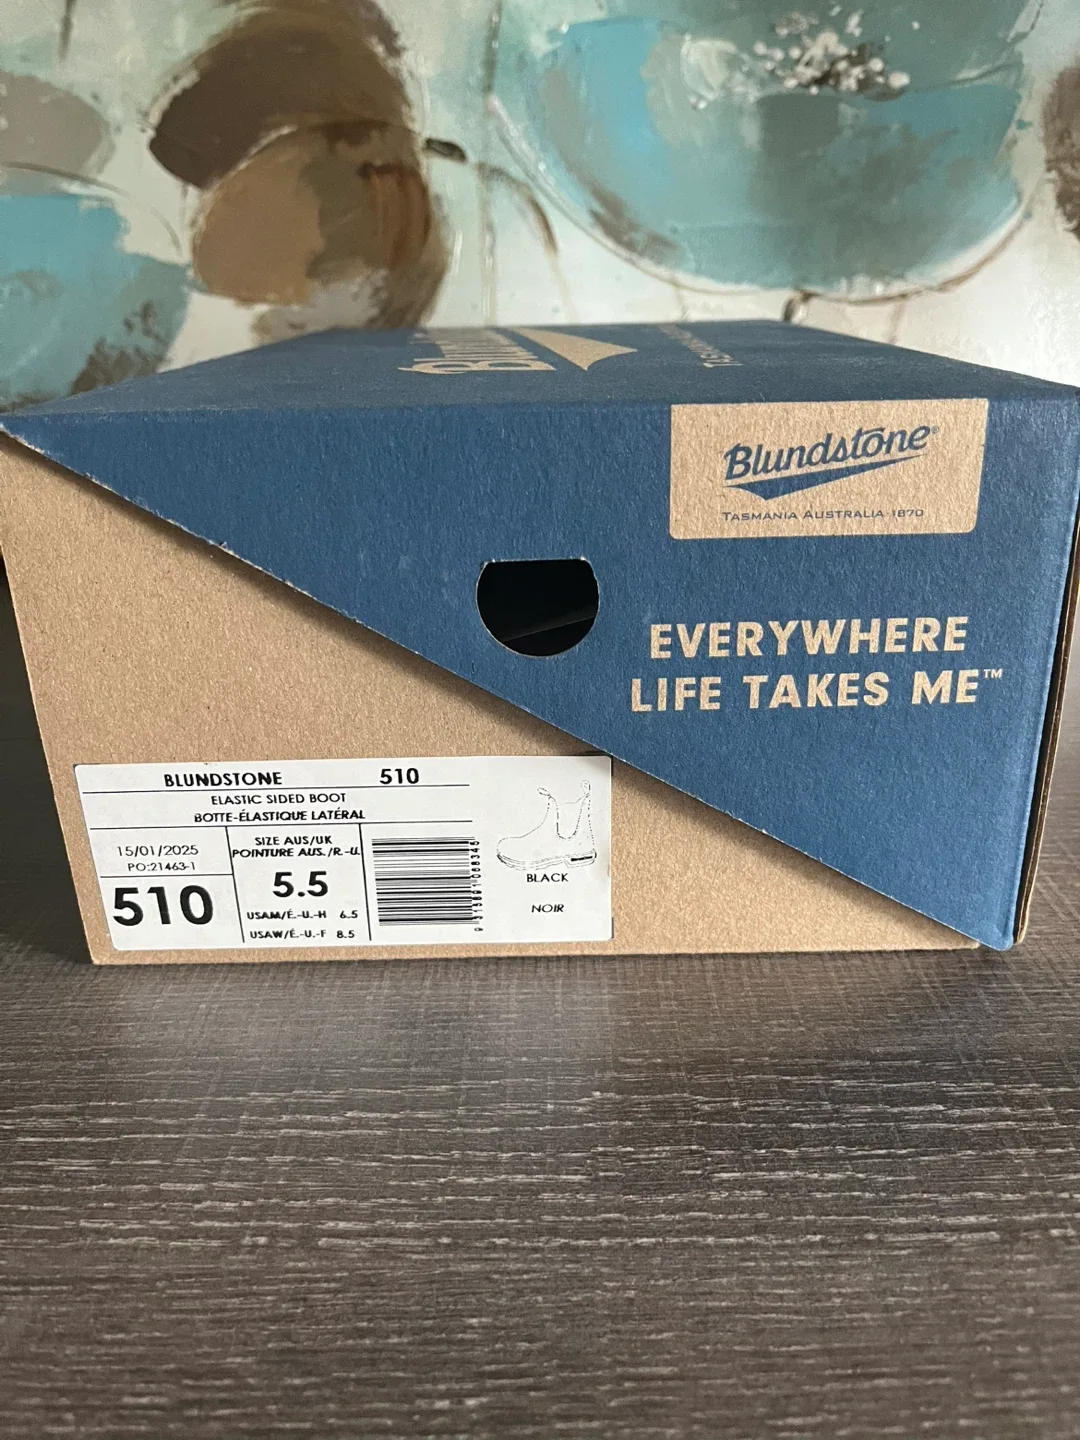 Blundstone®
TASMANIA AUSTRALIA 1870
EVERYWHERE
LIFE TAKES ME™
BLUNDSTONE 510
ELASTIC SIDED BOOT
BOTTE-ÉLASTIQUE LATÉRAL
15/01/2025
PO:21463-1
510
SIZE AUS/UK
POINTURE AUS./R.-U.
5.5
USAM/É.-U.-H 6.5
USAW/É.-U.-F 8.5
BLACK
NOIR